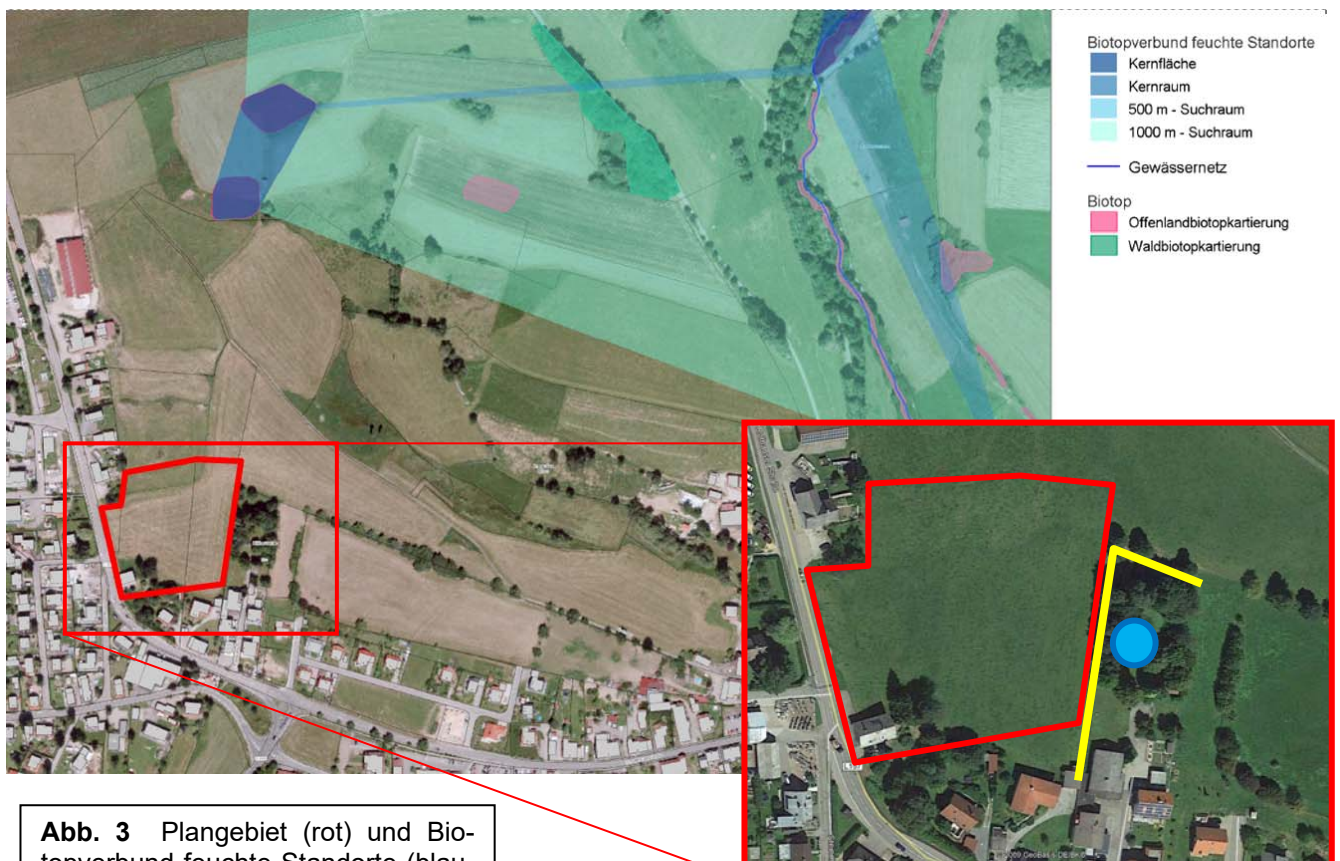 Biotopverbund feuchte Standorte
Kernfläche
Kernraum
500 m - Suchraum
1000 m - Suchraum
Gewässernetz
Biotop
Offenlandbiotopkartierung
Waldbiotopkartierung
Abb. 3 Plangebiet (rot) und Bio-
topverbund feuchte Standorte (blau,